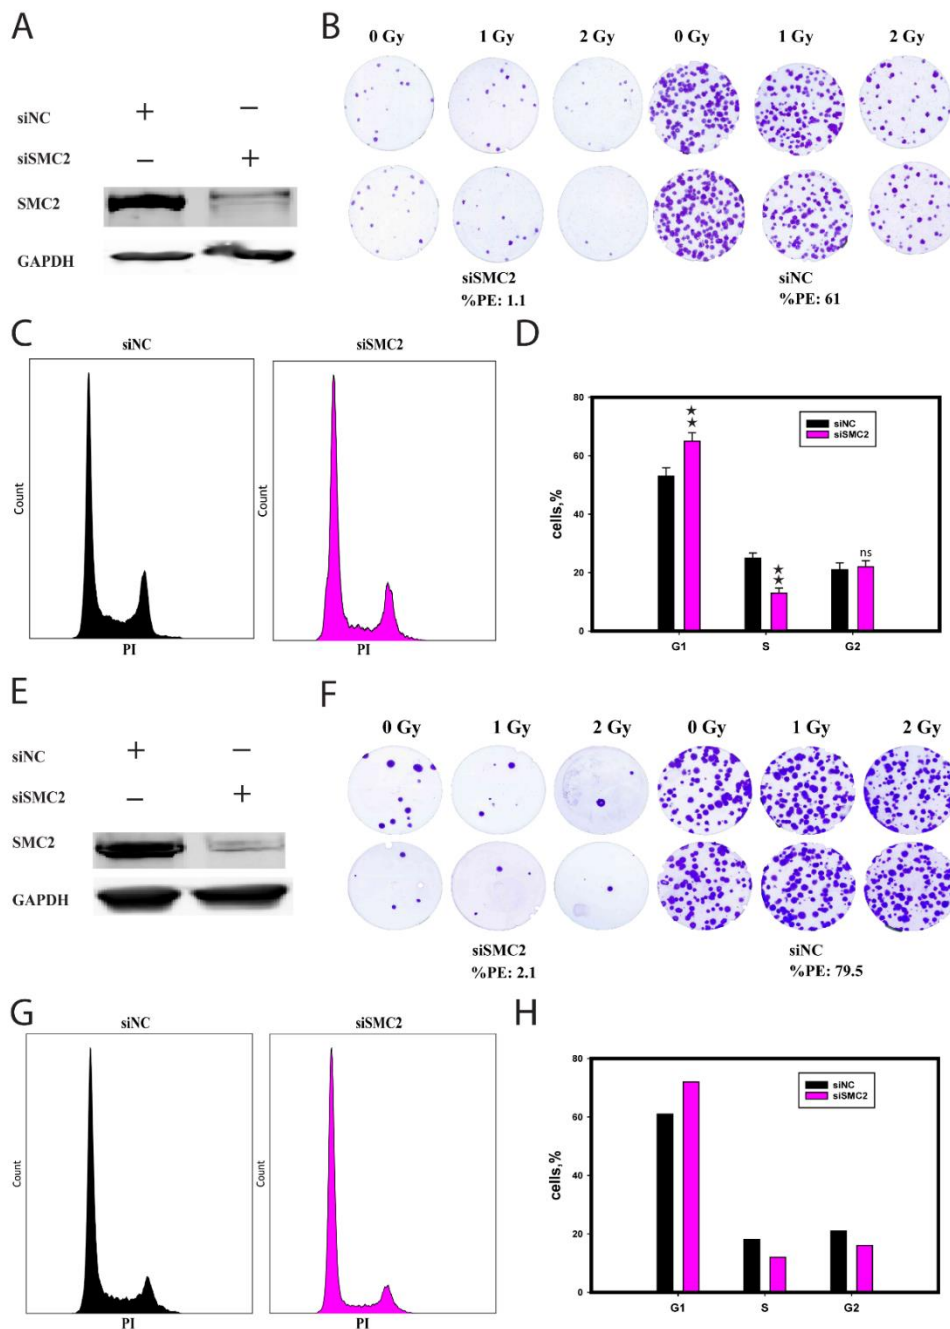 A
siNC + −
siSMC2 − +
SMC2
GAPDH
B
0 Gy 1 Gy 2 Gy 0 Gy 1 Gy 2 Gy
siSMC2 siNC
%PE: 1.1 %PE: 61
C
siNC siSMC2
Count Count
PI PI
D
80
60
40
20
0
cells,%
siNC
siSMC2
★★
★★
ns
G1 S G2
E
siNC + −
siSMC2 − +
SMC2
GAPDH
F
0 Gy 1 Gy 2 Gy 0 Gy 1 Gy 2 Gy
siSMC2 siNC
%PE: 2.1 %PE: 79.5
G
siNC siSMC2
Count Count
PI PI
H
80
60
40
20
0
cells,%
siNC
siSMC2
G1 S G2